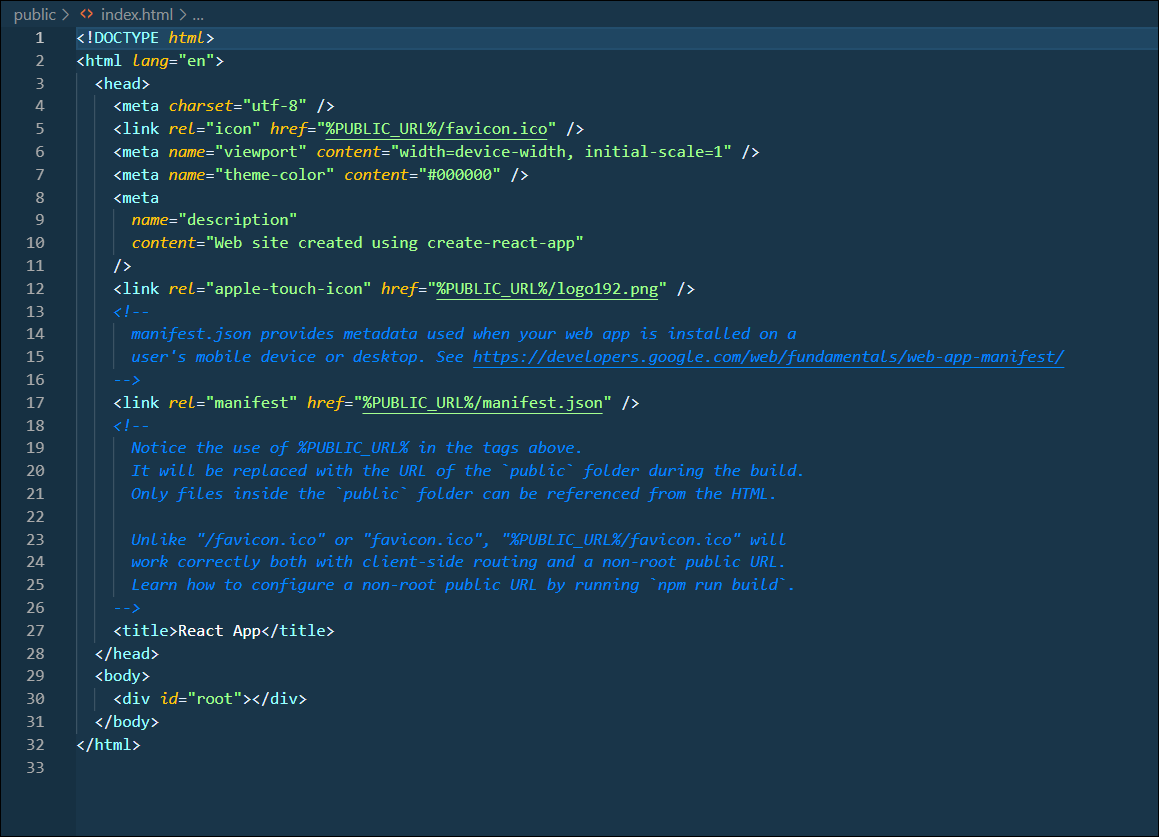 public > <> index.html > ...
1 <!DOCTYPE html>
2 <html lang="en">
3   <head>
4     <meta charset="utf-8" />
5     <link rel="icon" href="%PUBLIC_URL%/favicon.ico" />
6     <meta name="viewport" content="width=device-width, initial-scale=1" />
7     <meta name="theme-color" content="#000000" />
8     <meta
9       name="description"
10       content="Web site created using create-react-app"
11     />
12     <link rel="apple-touch-icon" href="%PUBLIC_URL%/logo192.png" />
13     <!--
14       manifest.json provides metadata used when your web app is installed on a
15       user's mobile device or desktop. See https://developers.google.com/web/fundamentals/web-app-manifest/
16     -->
17     <link rel="manifest" href="%PUBLIC_URL%/manifest.json" />
18     <!--
19       Notice the use of %PUBLIC_URL% in the tags above.
20       It will be replaced with the URL of the `public` folder during the build.
21       Only files inside the `public` folder can be referenced from the HTML.
22
23       Unlike "/favicon.ico" or "favicon.ico", "%PUBLIC_URL%/favicon.ico" will
24       work correctly both with client-side routing and a non-root public URL.
25       Learn how to configure a non-root public URL by running `npm run build`.
26     -->
27     <title>React App</title>
28   </head>
29   <body>
30     <div id="root"></div>
31   </body>
32 </html>
33